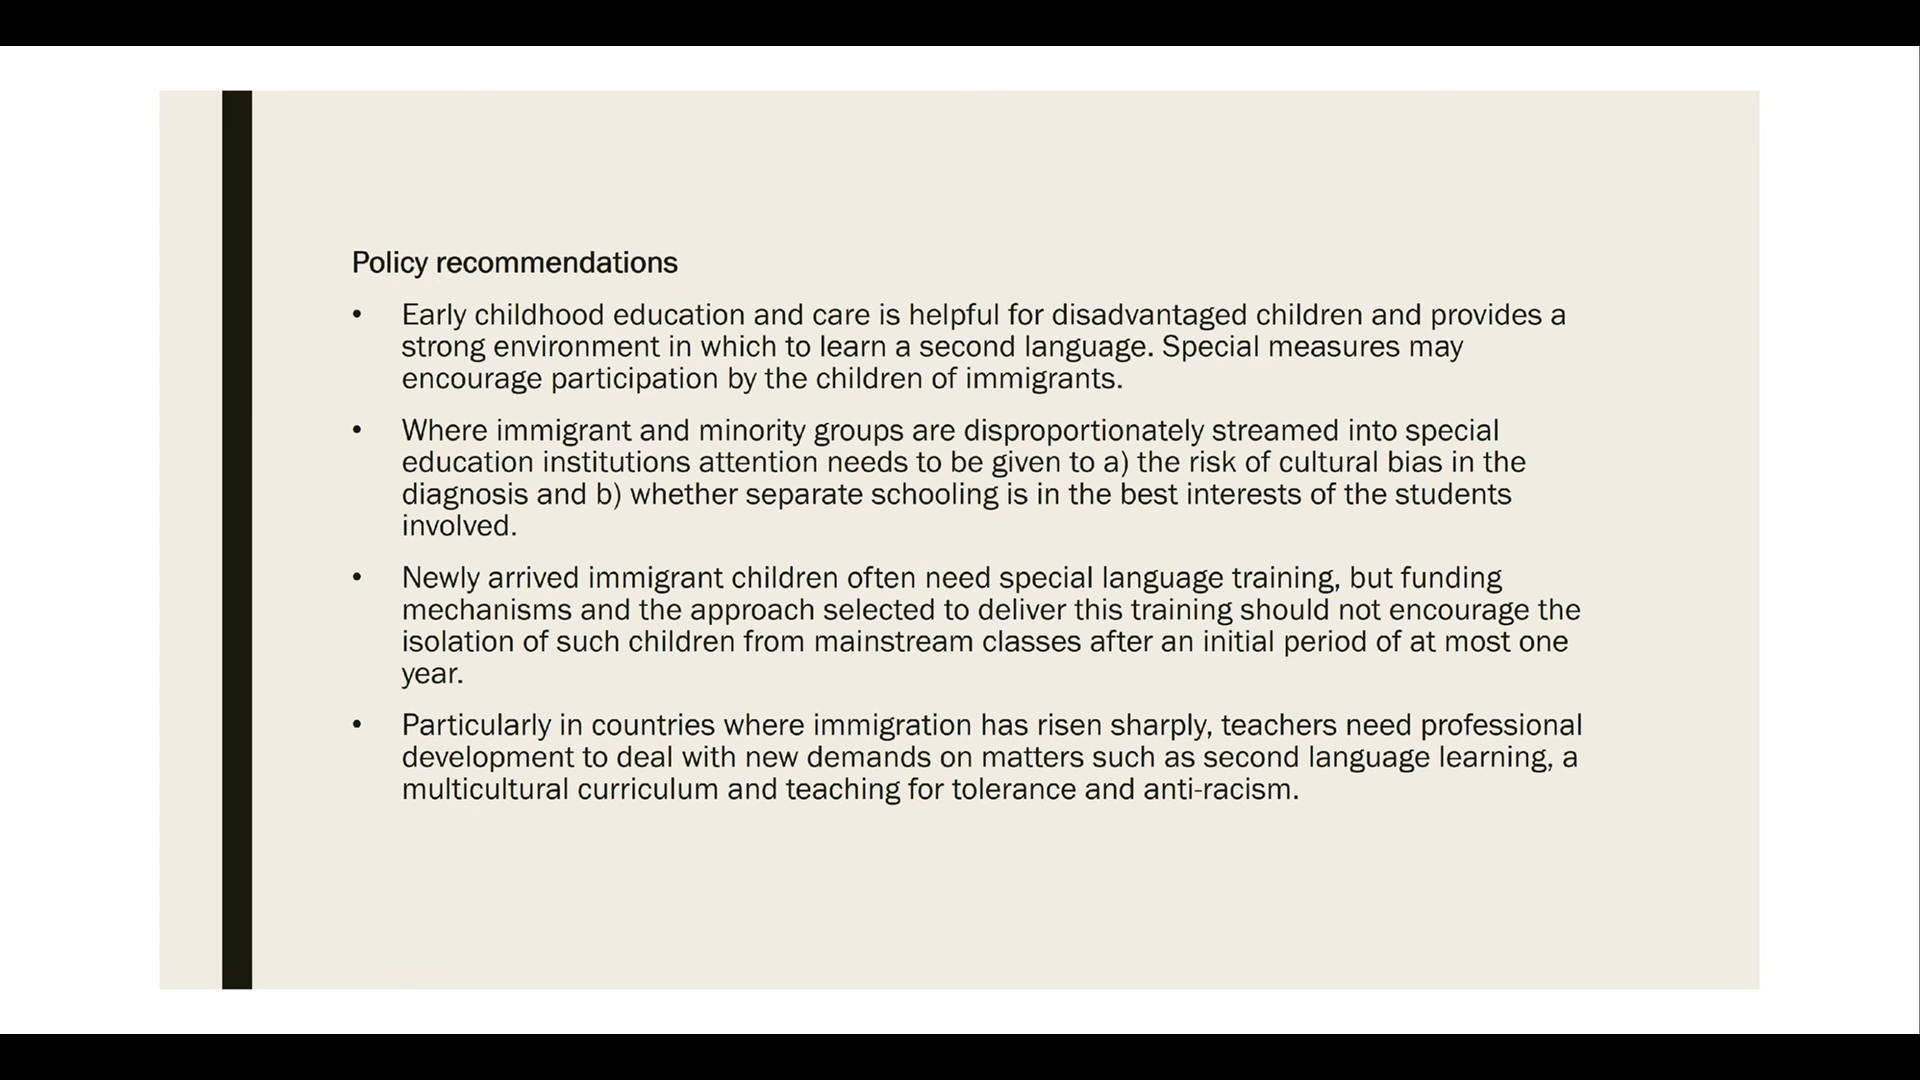 Policy recommendations
• Early childhood education and care is helpful for disadvantaged children and provides a
strong environment in which to learn a second language. Special measures may
encourage participation by the children of immigrants.
• Where immigrant and minority groups are disproportionately streamed into special
education institutions attention needs to be given to a) the risk of cultural bias in the
diagnosis and b) whether separate schooling is in the best interests of the students
involved.
• Newly arrived immigrant children often need special language training, but funding
mechanisms and the approach selected to deliver this training should not encourage the
isolation of such children from mainstream classes after an initial period of at most one
year.
• Particularly in countries where immigration has risen sharply, teachers need professional
development to deal with new demands on matters such as second language learning, a
multicultural curriculum and teaching for tolerance and anti-racism.